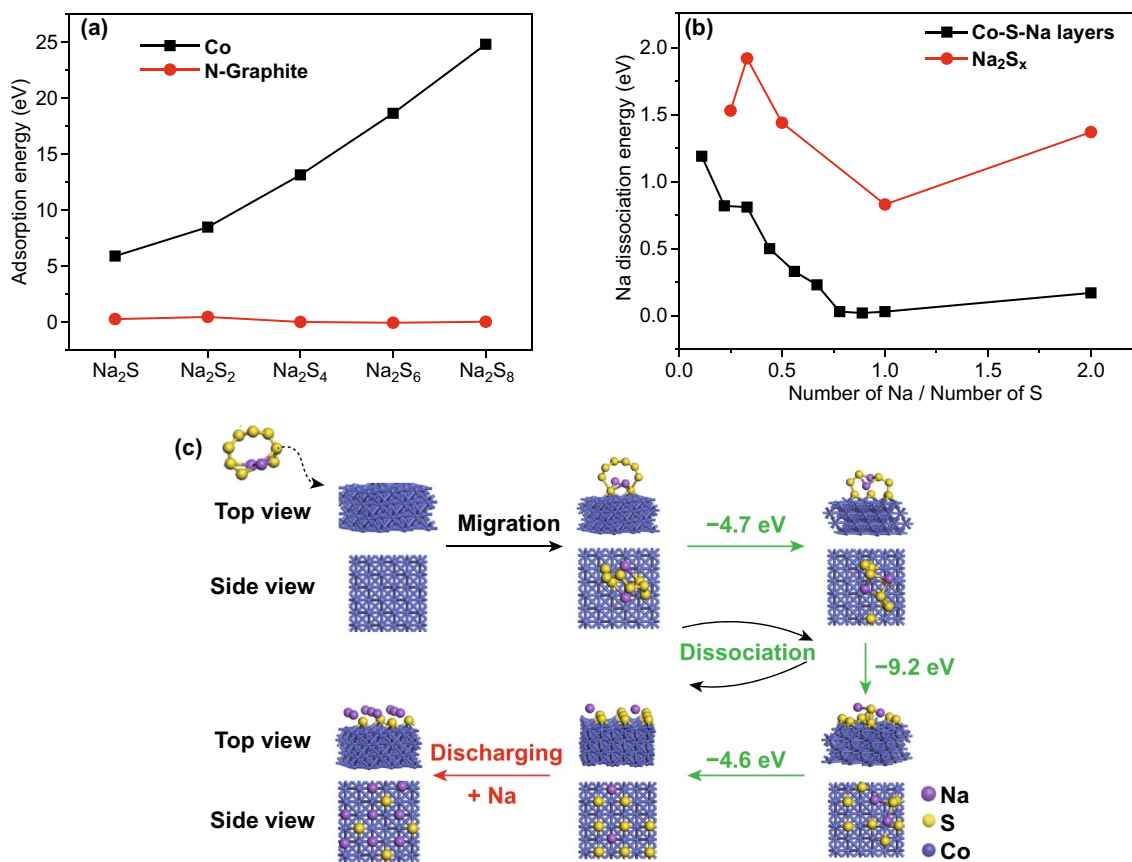 (a)
Co
N-Graphite
Adsorption energy (eV)
25
20
15
10
5
0
Na₂S
Na₂S₂
Na₂S₄
Na₂S₆
Na₂S₈
(b)
Co-S-Na layers
Na₂Sₓ
Na dissociation energy (eV)
2.0
1.5
1.0
0.5
0.0
0.0
0.5
1.0
1.5
2.0
Number of Na / Number of S
(c)
Top view
Migration
−4.7 eV
Side view
Dissociation
−9.2 eV
Top view
Discharging
−4.6 eV
+ Na
Side view
Na
S
Co